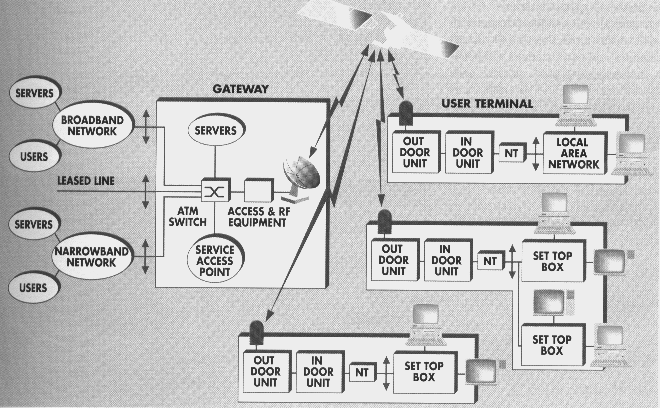 GATEWAY
SERVERS
BROADBAND
NETWORK
USERS
LEASED LINE
SERVERS
NARROWBAND
NETWORK
USERS
SERVERS
ATM
SWITCH
ACCESS & RF
EQUIPMENT
SERVICE
ACCESS
POINT
USER TERMINAL
OUT
DOOR
UNIT
IN
DOOR
UNIT
NT
LOCAL
AREA
NETWORK
OUT
DOOR
UNIT
IN
DOOR
UNIT
NT
SET TOP
BOX
SET TOP
BOX
OUT
DOOR
UNIT
IN
DOOR
UNIT
NT
SET TOP
BOX